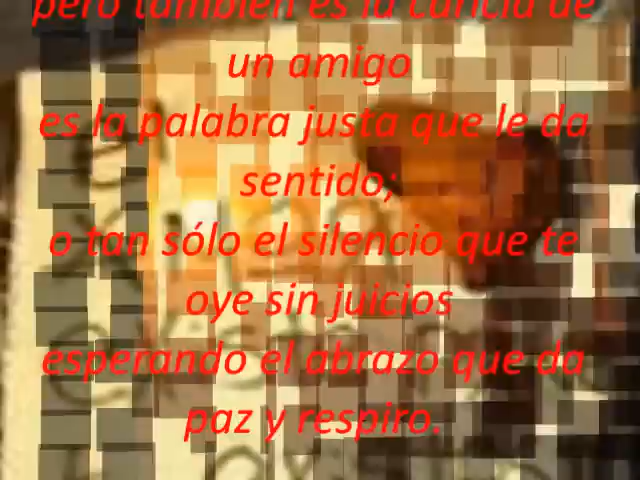 pero también es la caricia de
un amigo
es la palabra justa que le da
sentido;
o tan sólo el silencio que te
oye sin juicios
esperando el abrazo que da
paz y respiro.